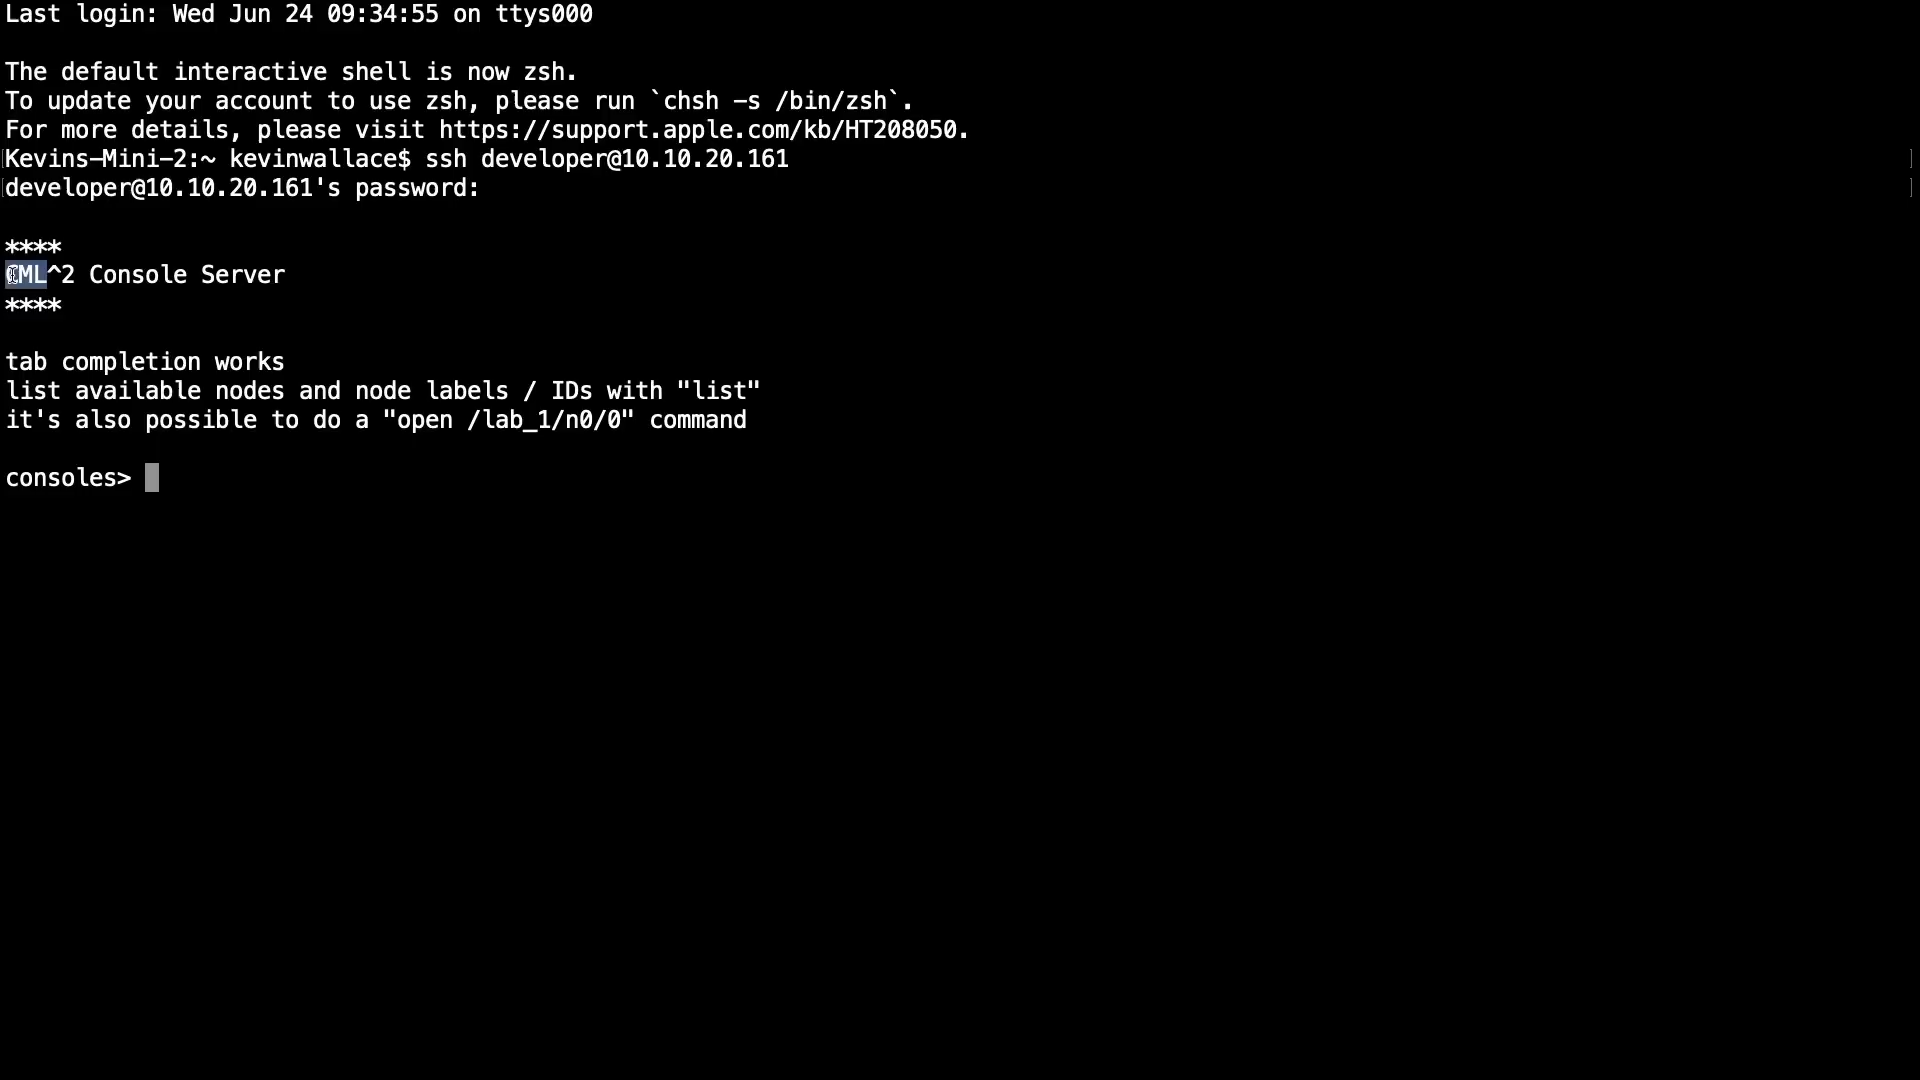 Last login: Wed Jun 24 09:34:55 on ttys000
The default interactive shell is now zsh.
To update your account to use zsh, please run `chsh -s /bin/zsh`.
For more details, please visit https://support.apple.com/kb/HT208050.
[Kevins-Mini-2:~ kevinwallace$ ssh developer@10.10.20.161 ]
[developer@10.10.20.161's password: ]
****
CML^2 Console Server
****
tab completion works
list available nodes and node labels / IDs with "list"
it's also possible to do a "open /lab_1/n0/0" command
consoles>